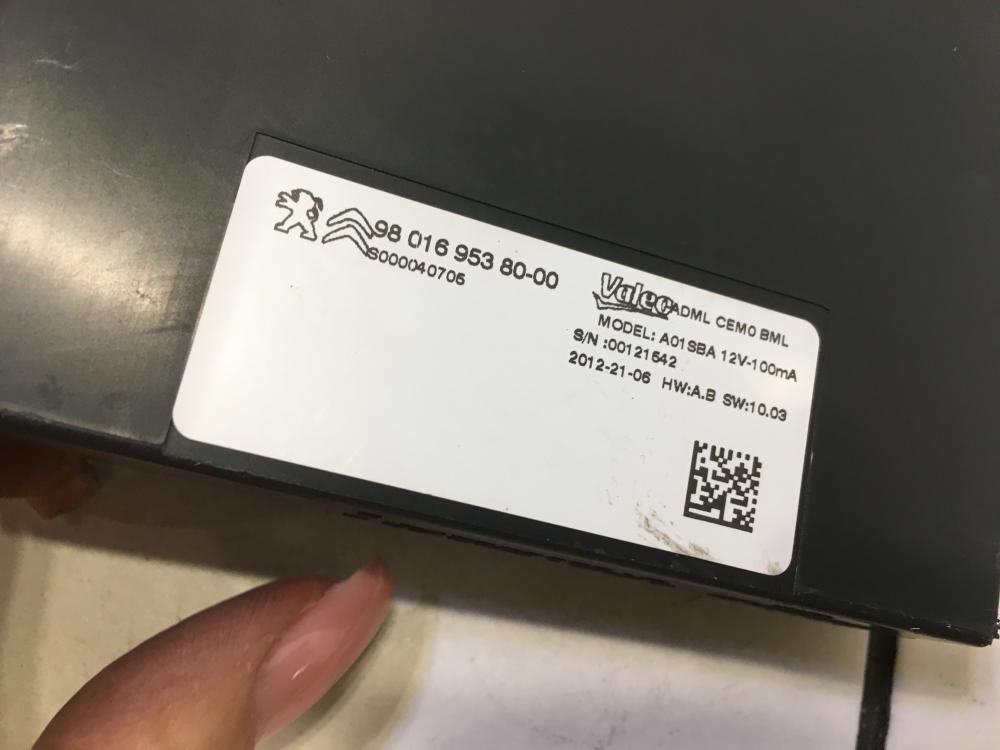 98 016 953 80-00
S000040705
Valeo ADML CEM0 BML
MODEL: A01SBA 12V-100mA
S/N :00121542
2012-21-06 HW:A.B SW:10.03